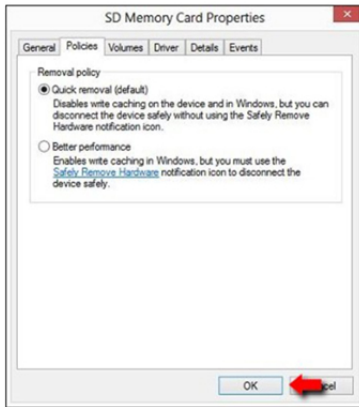 SD Memory Card Properties
General Policies Volumes Driver Details Events
Removal policy
Quick removal (default)
Disables write caching on the device and in Windows, but you can
disconnect the device safely without using the Safely Remove
Hardware notification icon.
Better performance
Enables write caching in Windows, but you must use the
Safely Remove Hardware notification icon to disconnect the
device safely.
OK